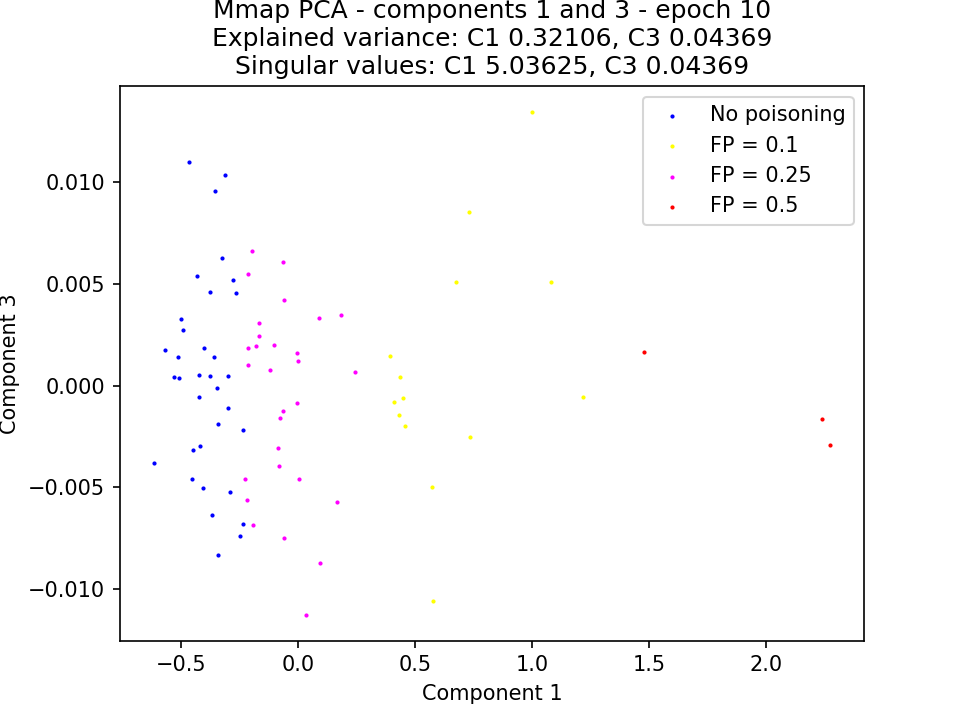 Mmap PCA - components 1 and 3 - epoch 10
Explained variance: C1 0.32106, C3 0.04369
Singular values: C1 5.03625, C3 0.04369
No poisoning
FP = 0.1
FP = 0.25
FP = 0.5
0.010
0.005
0.000
−0.005
−0.010
Component 3
−0.5
0.0
0.5
1.0
1.5
2.0
Component 1